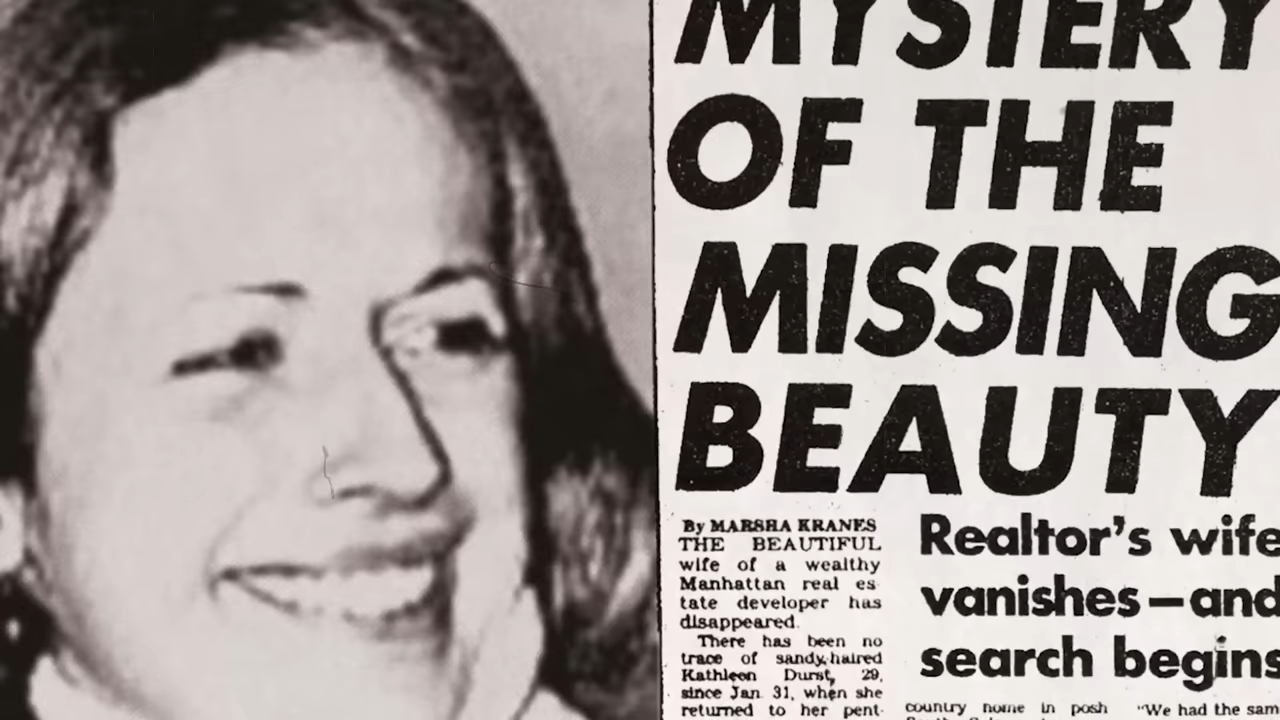 MYSTERY
OF THE
MISSING
BEAUTY
By MARSHA KRANES
THE BEAUTIFUL
wife of a wealthy
Manhattan real es-
tate developer has
disappeared.
There has been no
trace of sandy-haired
Kathleen Durst, 29,
since Jan. 31, when she
returned to her pent-
Realtor's wife
vanishes—and
search begins
country home in posh
"We had the sam